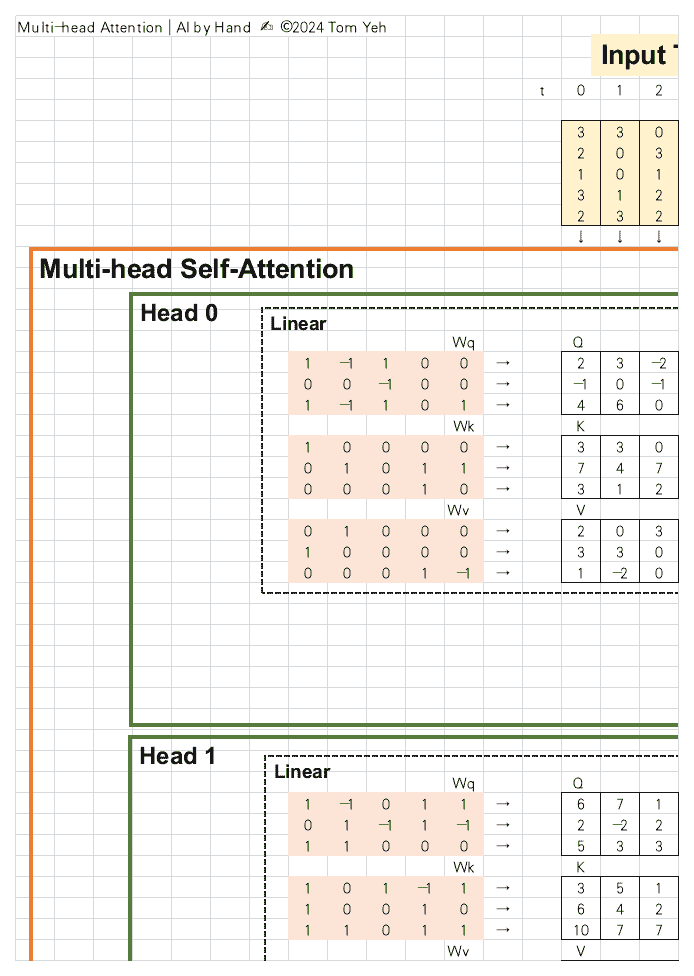 Multi-head Attention | AI by Hand ✍ ©2024 Tom Yeh
Input
t 0 1 2
3 3 0
2 0 3
1 0 1
3 1 2
2 3 2
↓ ↓ ↓
Multi-head Self-Attention
Head 0
Linear
Wq Q
1 -1 1 0 0 → 2 3 -2
0 0 -1 0 0 → -1 0 -1
1 -1 1 0 1 → 4 6 0
Wk K
1 0 0 0 0 → 3 3 0
0 1 0 1 1 → 7 4 7
0 0 0 1 0 → 3 1 2
Wv V
0 1 0 0 0 → 2 0 3
1 0 0 0 0 → 3 3 0
0 0 0 1 -1 → 1 -2 0
Head 1
Linear
Wq Q
1 -1 0 1 1 → 6 7 1
0 1 -1 1 -1 → 2 -2 2
1 1 0 0 0 → 5 3 3
Wk K
1 0 1 -1 1 → 3 5 1
1 0 0 1 0 → 6 4 2
1 1 0 1 1 → 10 7 7
Wv V